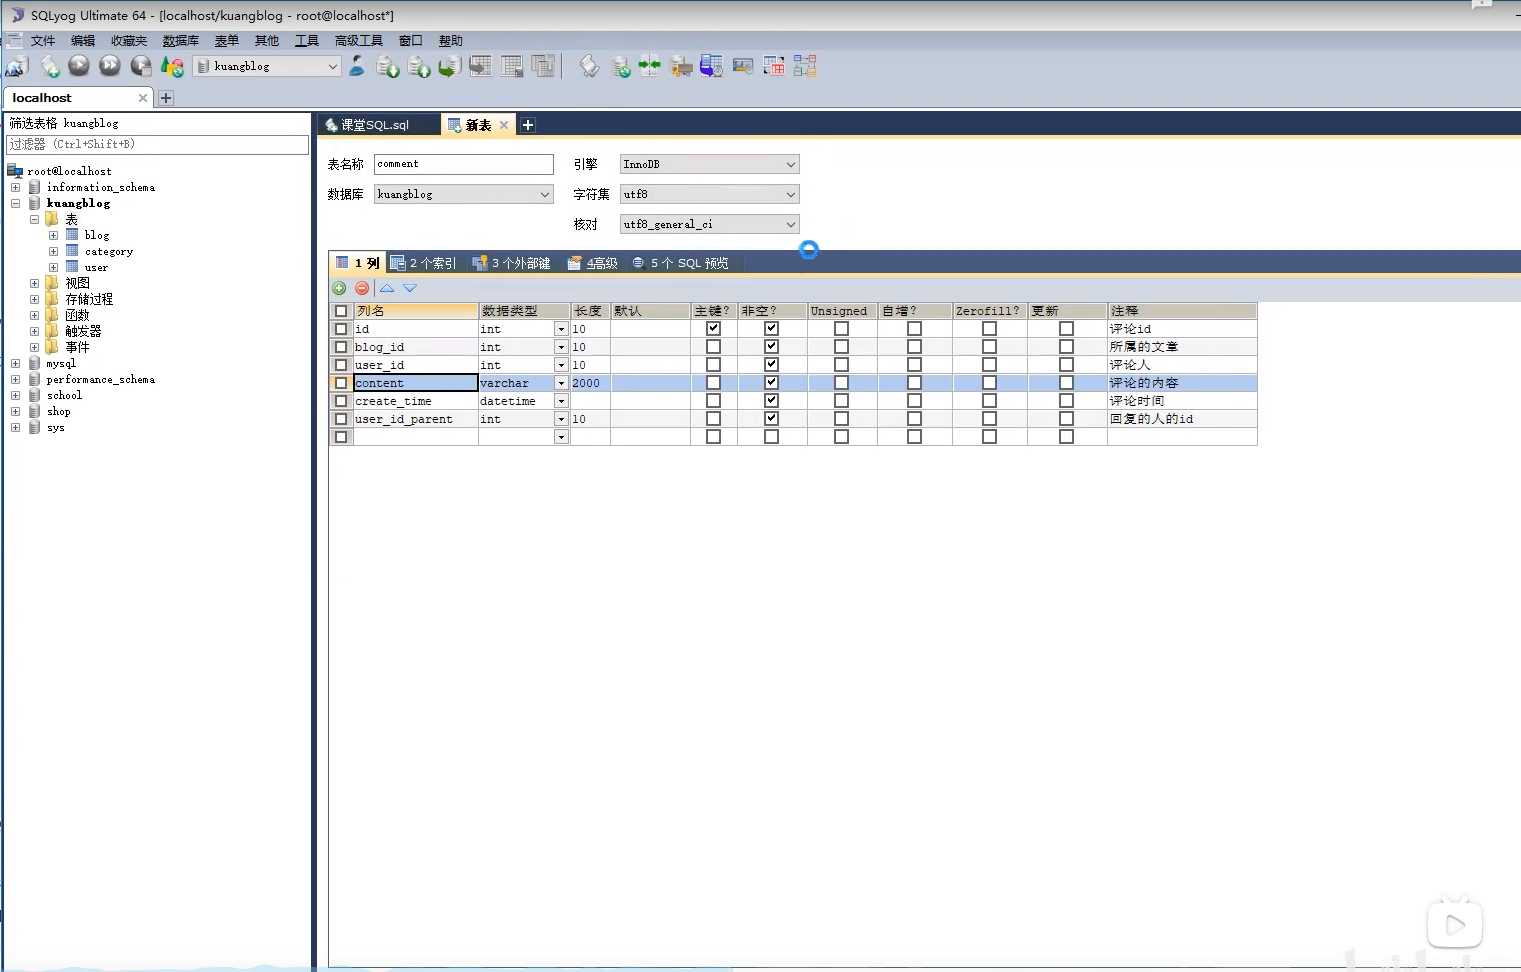 SQLyog Ultimate 64 - [localhost/kuangblog - root@localhost*]
文件 编辑 收藏夹 数据库 表单 其他 工具 高级工具 窗口 帮助
kuangblog
localhost
筛选表格 kuangblog
过滤器 (Ctrl+Shift+B)
root@localhost
information_schema
kuangblog
表
blog
category
user
视图
存储过程
函数
触发器
事件
mysql
performance_schema
school
shop
sys
课堂SQL.sql 新表
表名称 comment 引擎 InnoDB
数据库 kuangblog 字符集 utf8
核对 utf8_general_ci
1 列 2 个索引 3 个外部键 4高级 5 个 SQL 预览
列名 数据类型 长度 默认 主键? 非空? Unsigned 自增? Zerofill? 更新 注释
id int 10 评论id
blog_id int 10 所属的文章
user_id int 10 评论人
content varchar 2000 评论的内容
create_time datetime 评论时间
user_id_parent int 10 回复的人的id